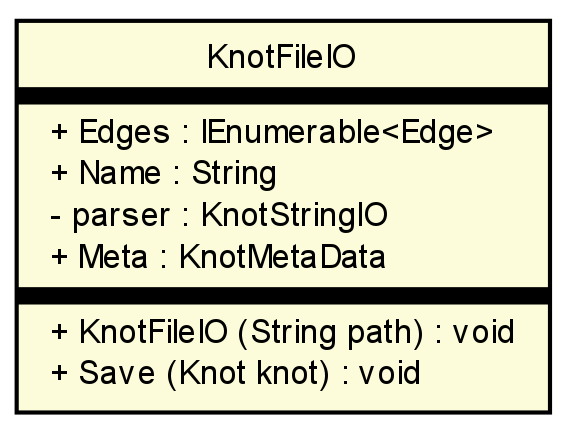 KnotFileIO
+ Edges : IEnumerable<Edge>
+ Name : String
- parser : KnotStringIO
+ Meta : KnotMetaData
+ KnotFileIO (String path) : void
+ Save (Knot knot) : void